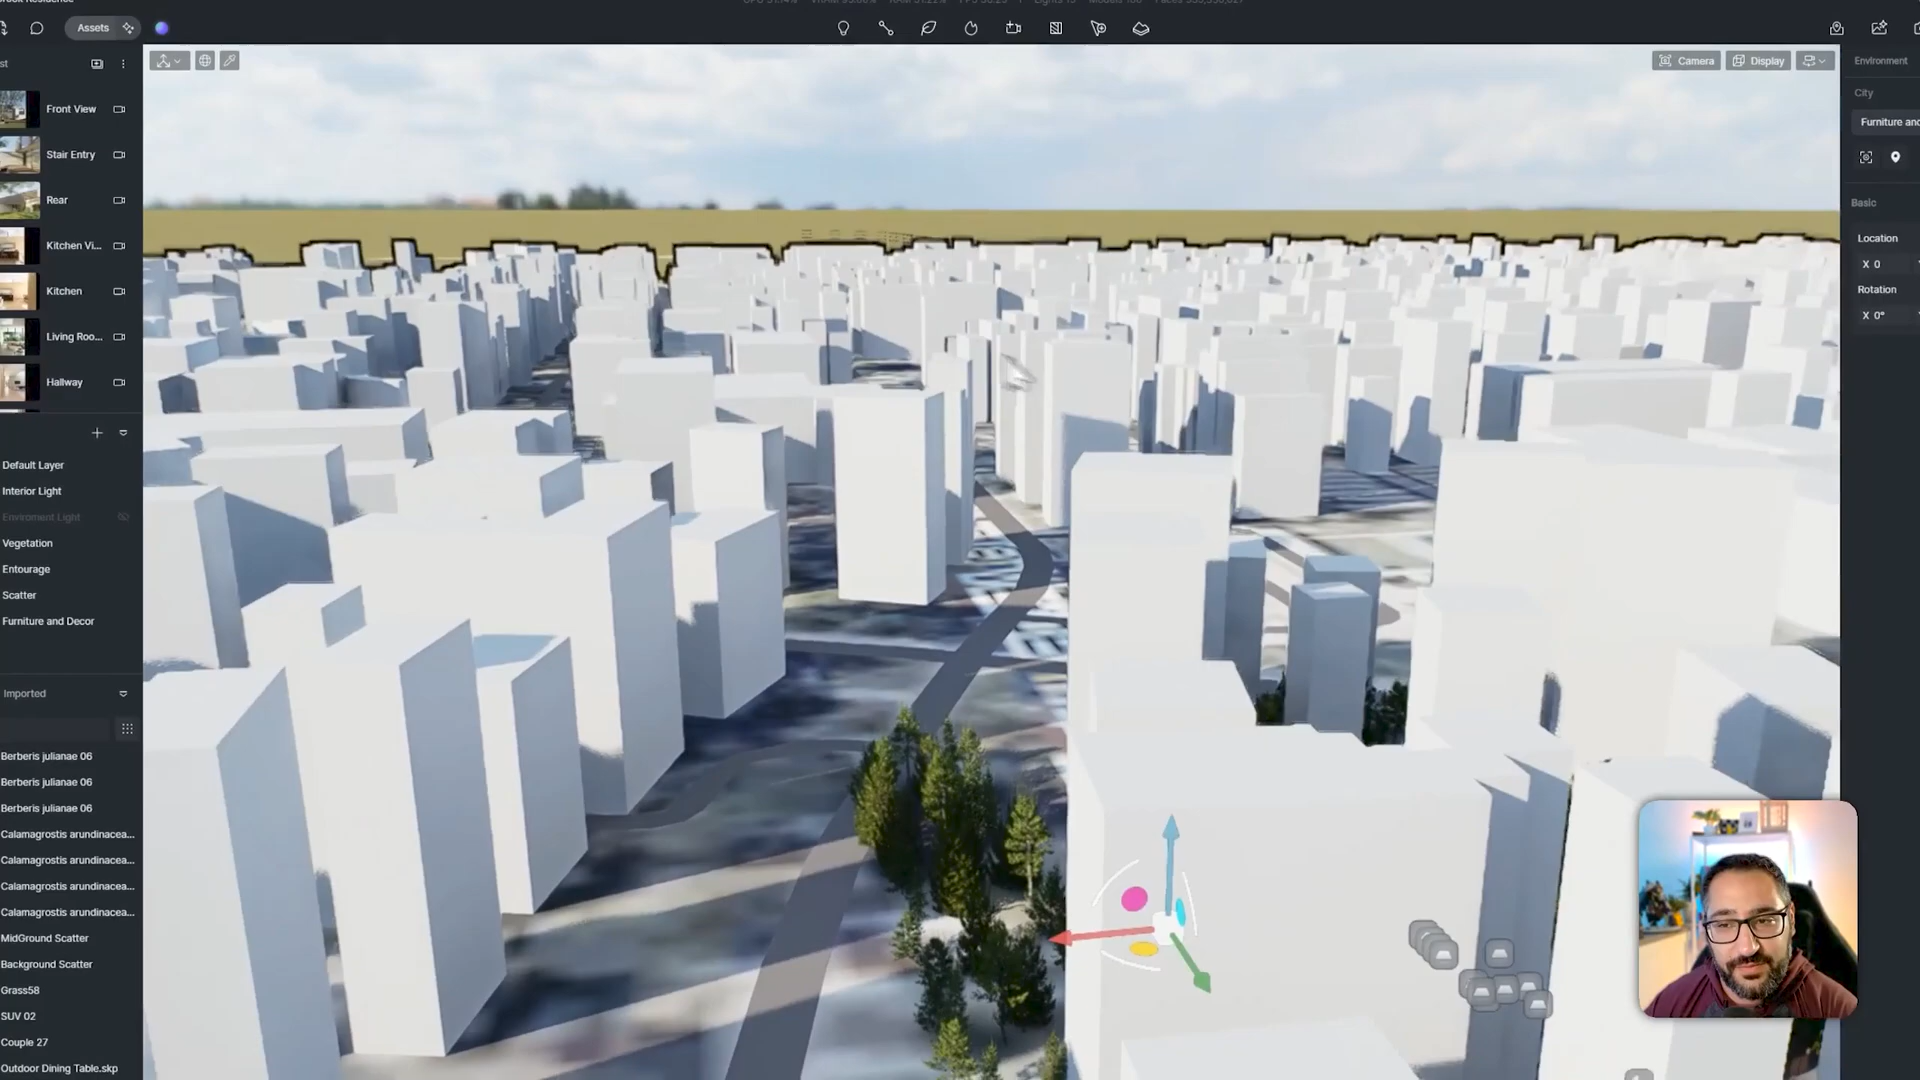 Assets
Front View
Stair Entry
Rear
Kitchen Vi...
Kitchen
Living Roo...
Hallway
Default Layer
Interior Light
Enviroment Light
Vegetation
Entourage
Scatter
Furniture and Decor
Imported
Berberis julianae 06
Berberis julianae 06
Berberis julianae 06
Calamagrostis arundinacea...
Calamagrostis arundinacea...
Calamagrostis arundinacea...
Calamagrostis arundinacea...
MidGround Scatter
Background Scatter
Grass58
SUV 02
Couple 27
Outdoor Dining Table.skp
Camera
Display
Environment
City
Furniture and
Basic
Location
X 0
Rotation
X 0°